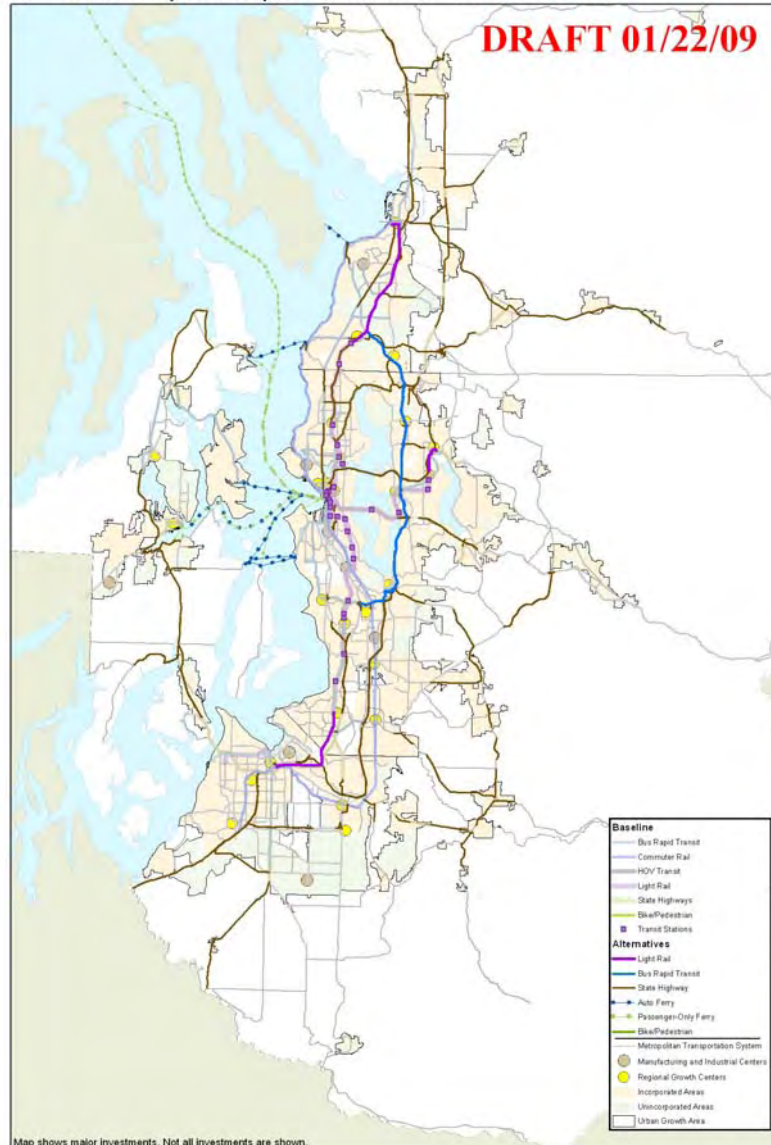 DRAFT 01/22/09
Baseline
Bus Rapid Transit
Commuter Rail
HOV Transit
Light Rail
State Highways
Bike/Pedestrian
Transit Stations
Alternatives
Light Rail
Bus Rapid Transit
State Highway
Auto Ferry
Passenger-Only Ferry
Bike/Pedestrian
Metropolitan Transportation System
Manufacturing and Industrial Centers
Regional Growth Centers
Incorporated Areas
Unincorporated Areas
Urban Growth Area
Map shows major investments. Not all investments are shown.